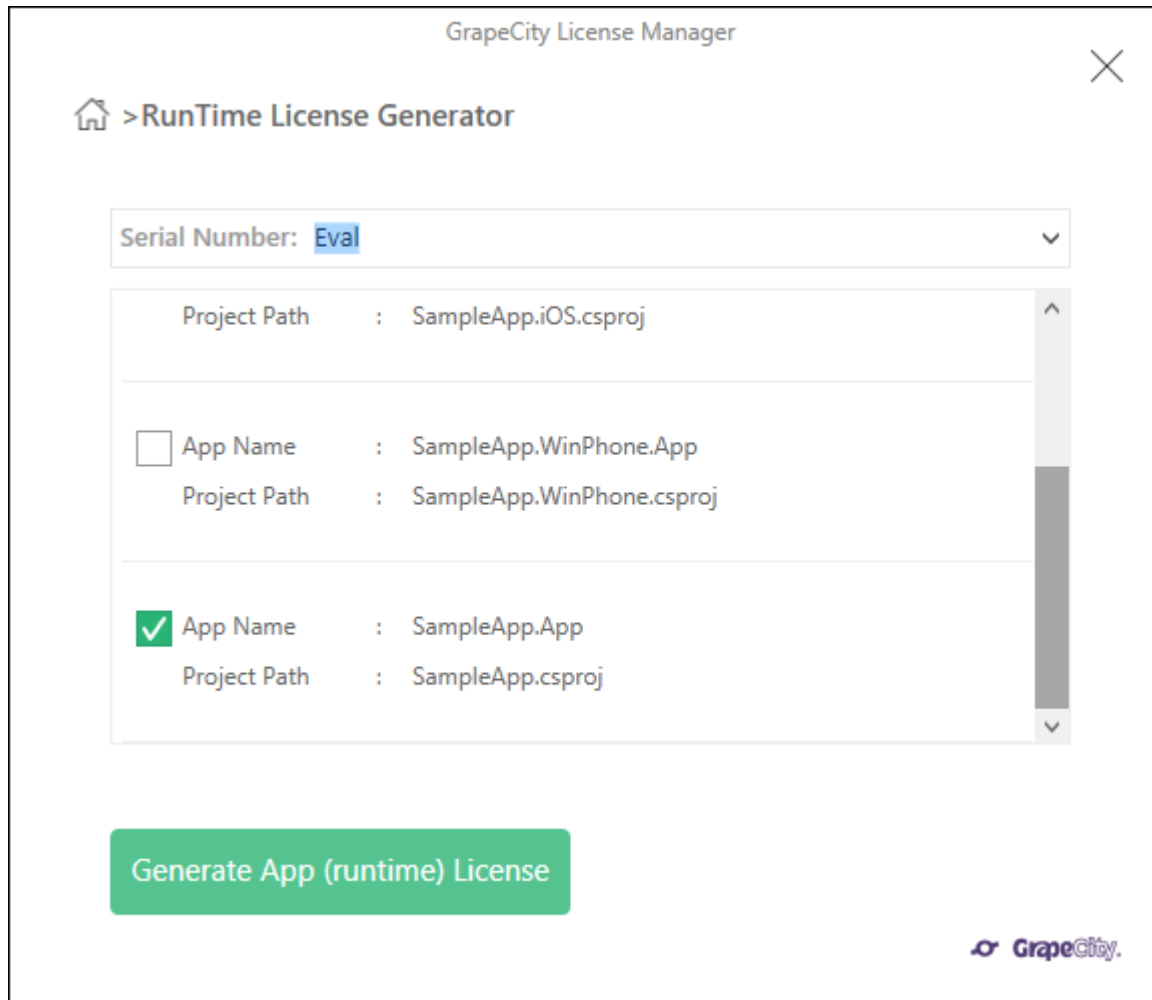 GrapeCity License Manager
>RunTime License Generator
Serial Number: Eval
Project Path : SampleApp.iOS.csproj
App Name : SampleApp.WinPhone.App
Project Path : SampleApp.WinPhone.csproj
App Name : SampleApp.App
Project Path : SampleApp.csproj
Generate App (runtime) License
GrapeCity.